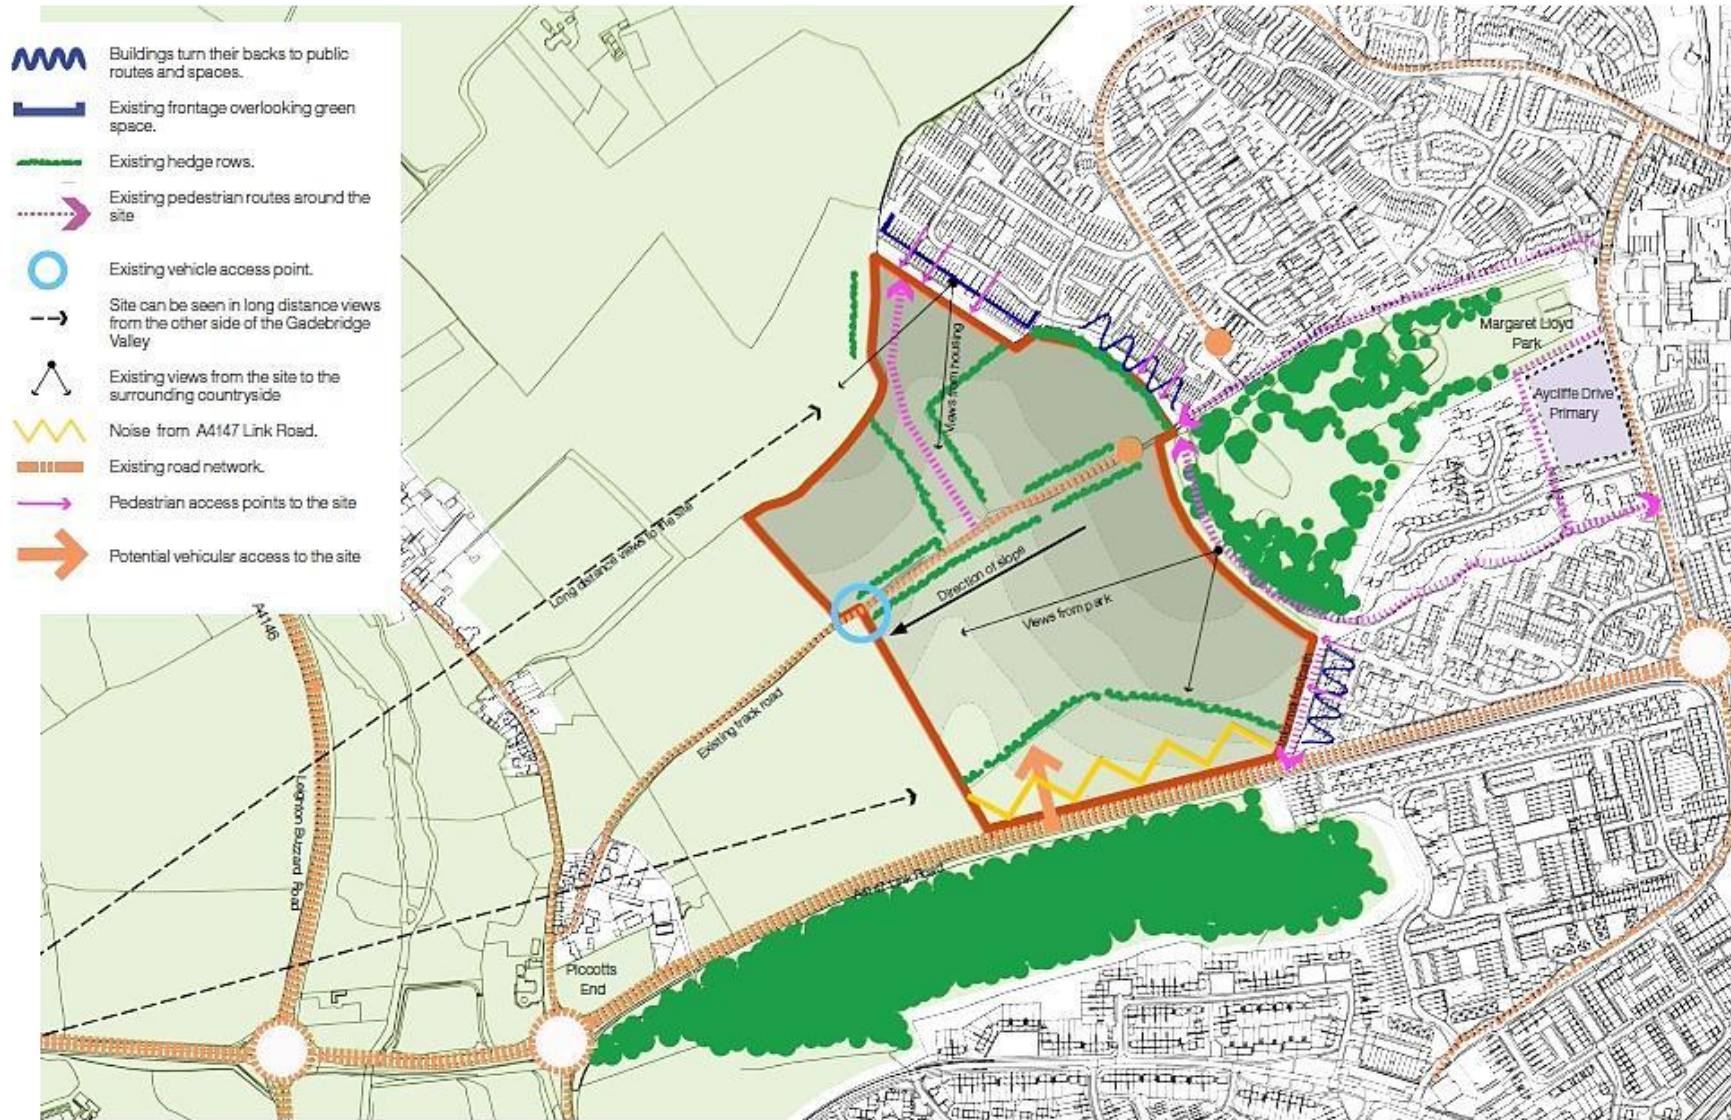 Buildings turn their backs to public
routes and spaces.
Existing frontage overlooking green
space.
Existing hedge rows.
Existing pedestrian routes around the
site
Existing vehicle access point.
Site can be seen in long distance views
from the other side of the Gadebridge
Valley
Existing views from the site to the
surrounding countryside
Noise from A4147 Link Road.
Existing road network.
Pedestrian access points to the site
Potential vehicular access to the site
Margaret Lloyd
Park
Aycliffe Drive
Primary
Views from housing
Long distance views to the site
Direction of slope
Views from park
A4146
Existing track road
Leighton Buzzard Road
Piccotts
End